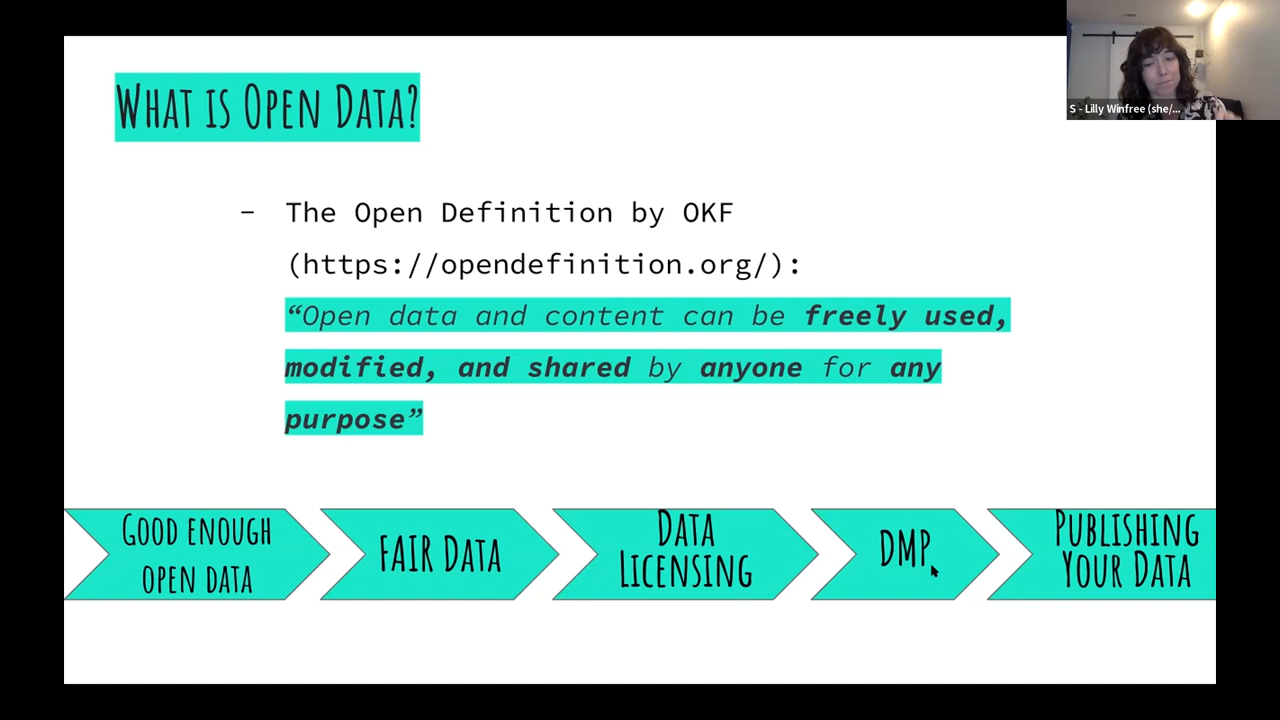 What is Open Data?
S - Lilly Winfree (she/...
- The Open Definition by OKF
(https://opendefinition.org/):
“Open data and content can be freely used,
modified, and shared by anyone for any
purpose”
Good enough
open data
FAIR Data
Data
Licensing
DMP
Publishing
Your Data